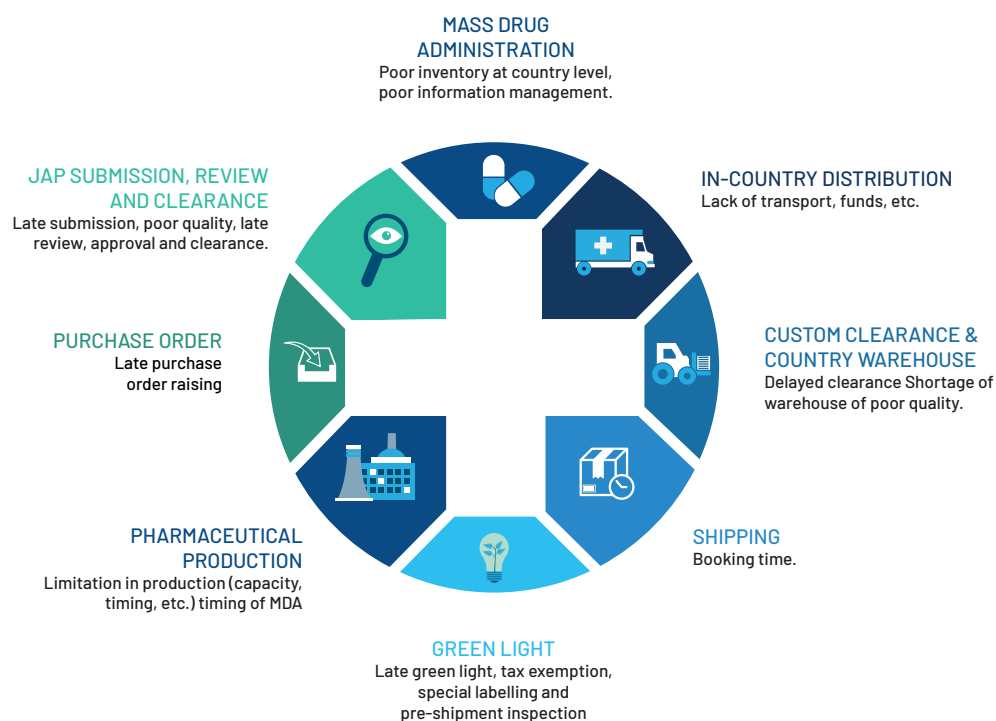 MASS DRUG
ADMINISTRATION
Poor inventory at country level,
poor information management.
JAP SUBMISSION, REVIEW
AND CLEARANCE
Late submission, poor quality, late
review, approval and clearance.
IN-COUNTRY DISTRIBUTION
Lack of transport, funds, etc.
PURCHASE ORDER
Late purchase
order raising
CUSTOM CLEARANCE &
COUNTRY WAREHOUSE
Delayed clearance Shortage of
warehouse of poor quality.
PHARMACEUTICAL
PRODUCTION
Limitation in production (capacity,
timing, etc.) timing of MDA
SHIPPING
Booking time.
GREEN LIGHT
Late green light, tax exemption,
special labelling and
pre-shipment inspection